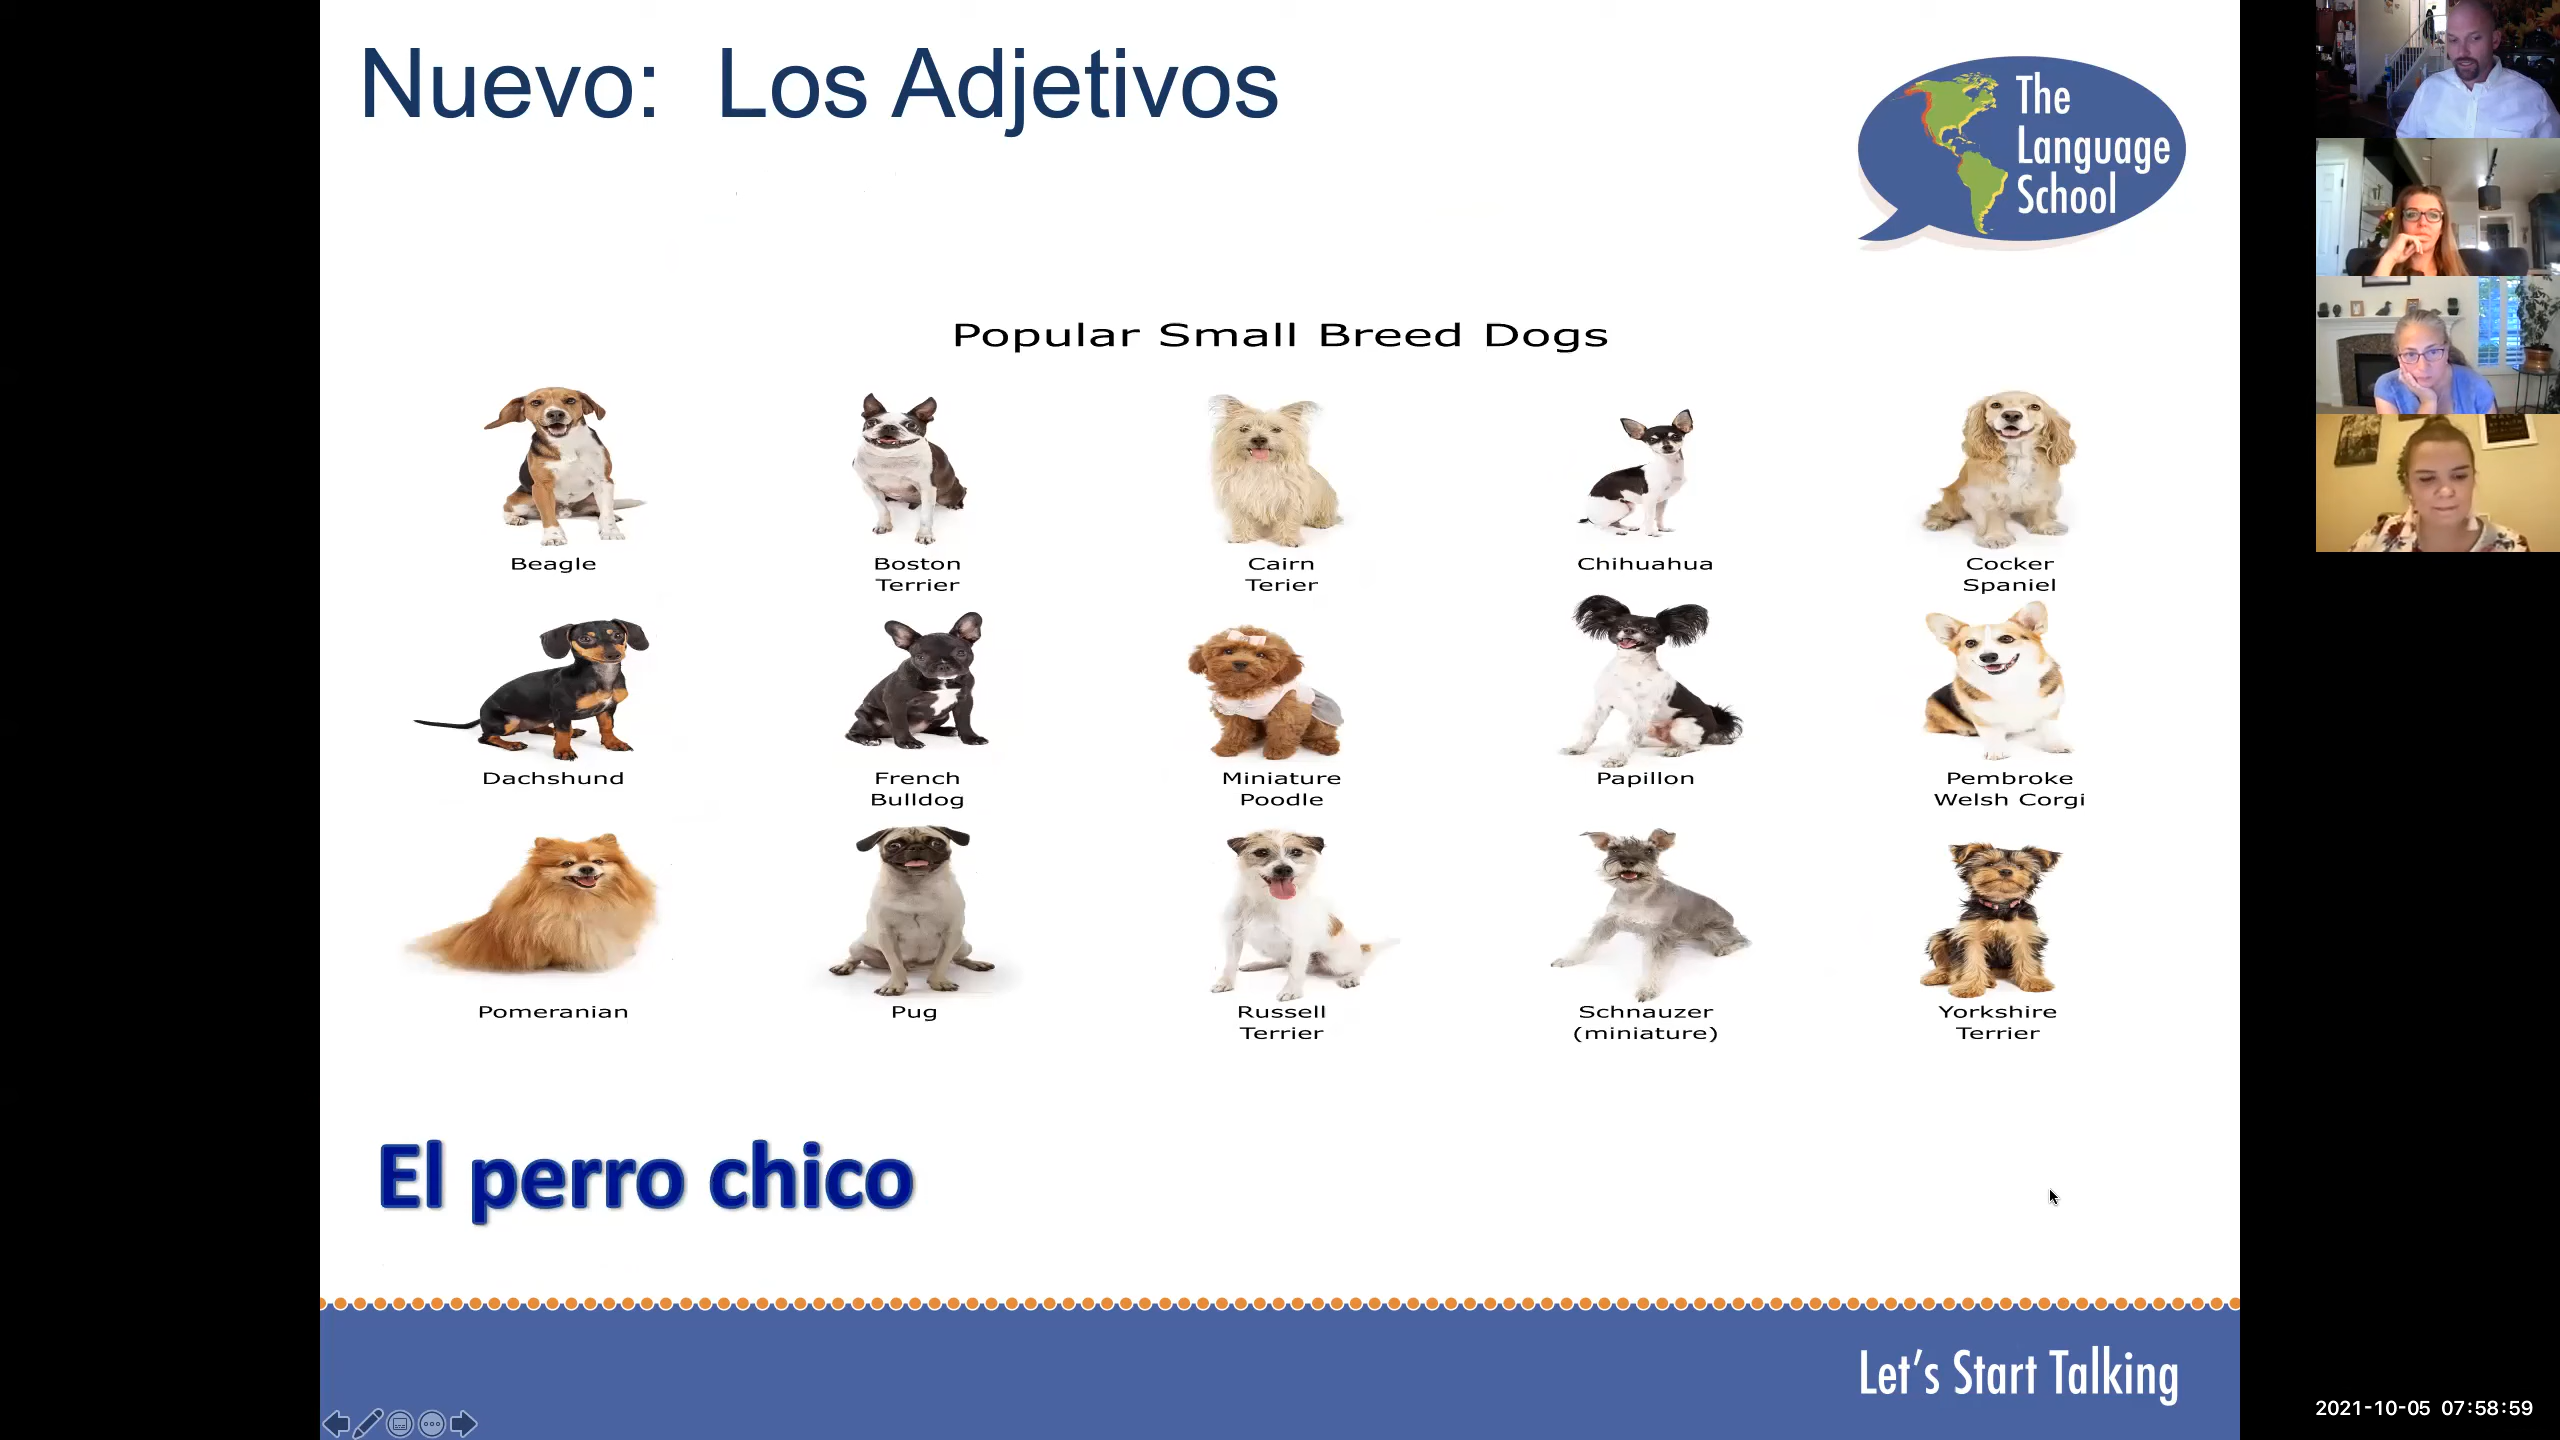 Nuevo: Los Adjetivos
The
Language
School
Popular Small Breed Dogs
Beagle
Boston
Terrier
Cairn
Terier
Chihuahua
Cocker
Spaniel
Dachshund
French
Bulldog
Miniature
Poodle
Papillon
Pembroke
Welsh Corgi
Pomeranian
Pug
Russell
Terrier
Schnauzer
(miniature)
Yorkshire
Terrier
El perro chico
Let's Start Talking
2021-10-05 07:58:59